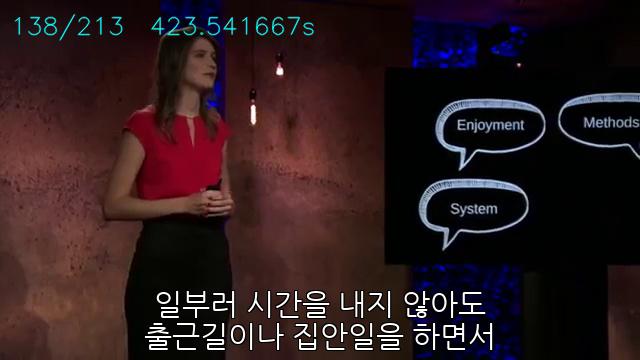 138/213 423.541667s
Enjoyment
Methods
System
일부러 시간을 내지 않아도
출근길이나 집안일을 하면서